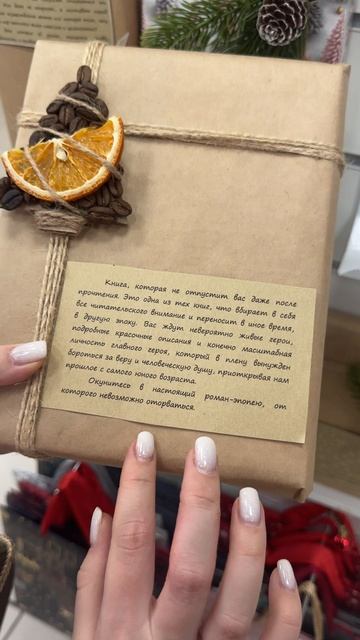 Книга, которая не отпустит вас даже после
прочтения. Это одна из тех книг, что вбирает в себя
все читательского внимание и переносит в иное время,
в другую эпоху. Вас ждут невероятно живые герои,
подробные красочные описания и конечно масштабная
личность главного героя, который в плену вынужден
бороться за веру и человеческую душу, приоткрывая нам
прошлое с самого юного возраста.
Окунитесь в настоящий роман-эпопею, от
которого невозможно оторваться.